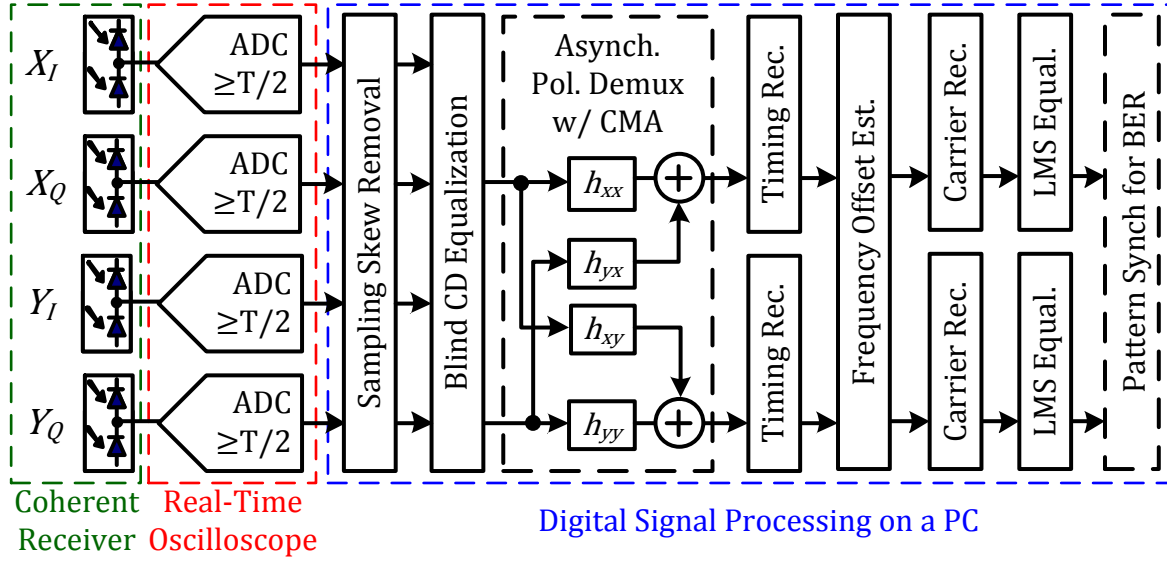 X_I
ADC
≥T/2
X_Q
ADC
≥T/2
Y_I
ADC
≥T/2
Y_Q
ADC
≥T/2
Coherent
Receiver
Real-Time
Oscilloscope
Sampling Skew Removal
Blind CD Equalization
Asynch.
Pol. Demux
w/ CMA
h_xx
+
h_yx
h_xy
h_yy
+
Timing Rec.
Timing Rec.
Frequency Offset Est.
Carrier Rec.
Carrier Rec.
LMS Equal.
LMS Equal.
Pattern Synch for BER
Digital Signal Processing on a PC